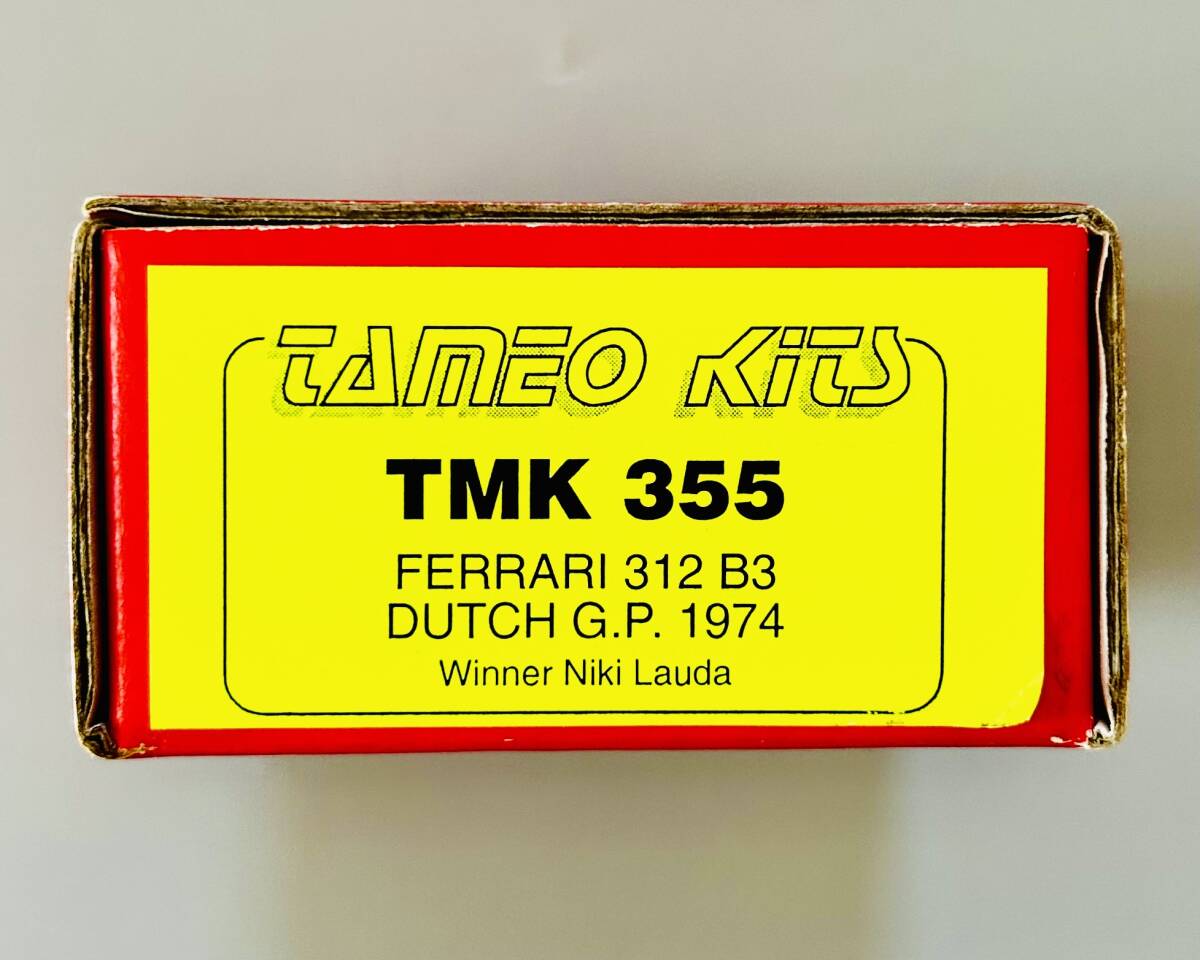 TAMEO KiTS
TMK 355
FERRARI 312 B3
DUTCH G.P. 1974
Winner Niki Lauda